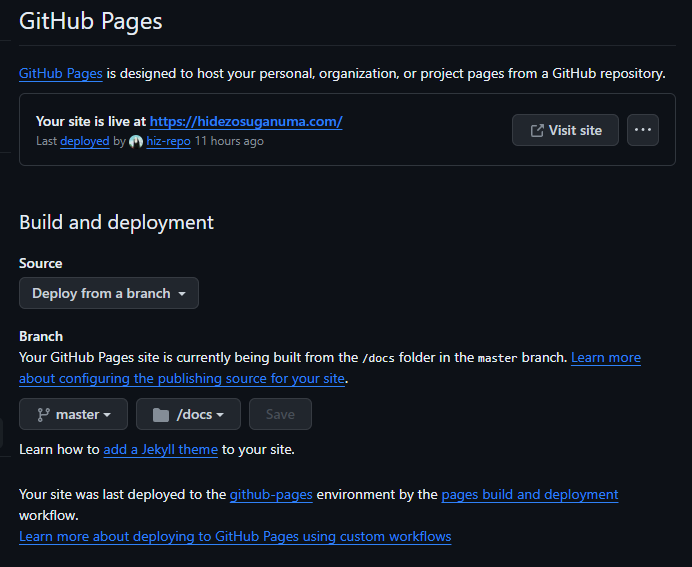 GitHub Pages
GitHub Pages is designed to host your personal, organization, or project pages from a GitHub repository.
Your site is live at https://hidezosuganuma.com/
Last deployed by hiz-repo 11 hours ago
Visit site
Build and deployment
Source
Deploy from a branch
Branch
Your GitHub Pages site is currently being built from the /docs folder in the master branch. Learn more
about configuring the publishing source for your site.
master
/docs
Save
Learn how to add a Jekyll theme to your site.
Your site was last deployed to the github-pages environment by the pages build and deployment
workflow.
Learn more about deploying to GitHub Pages using custom workflows